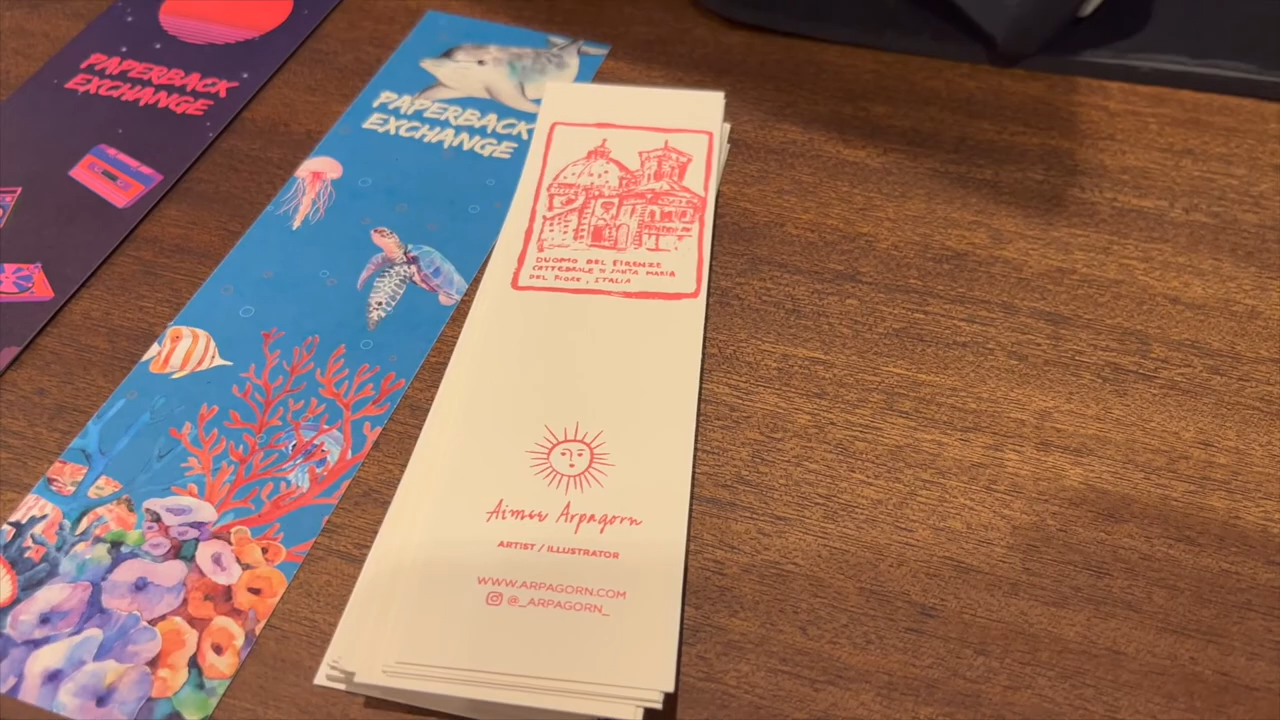 PAPERBACK
EXCHANGE
PAPERBACK
EXCHANGE
DUOMO DEL FIRENZE
CATTEDRALE DI SANTA MARIA
DEL FIORE, ITALIA
Aimee Arpagorn
ARTIST / ILLUSTRATOR
WWW.ARPAGORN.COM
@_ARPAGORN_